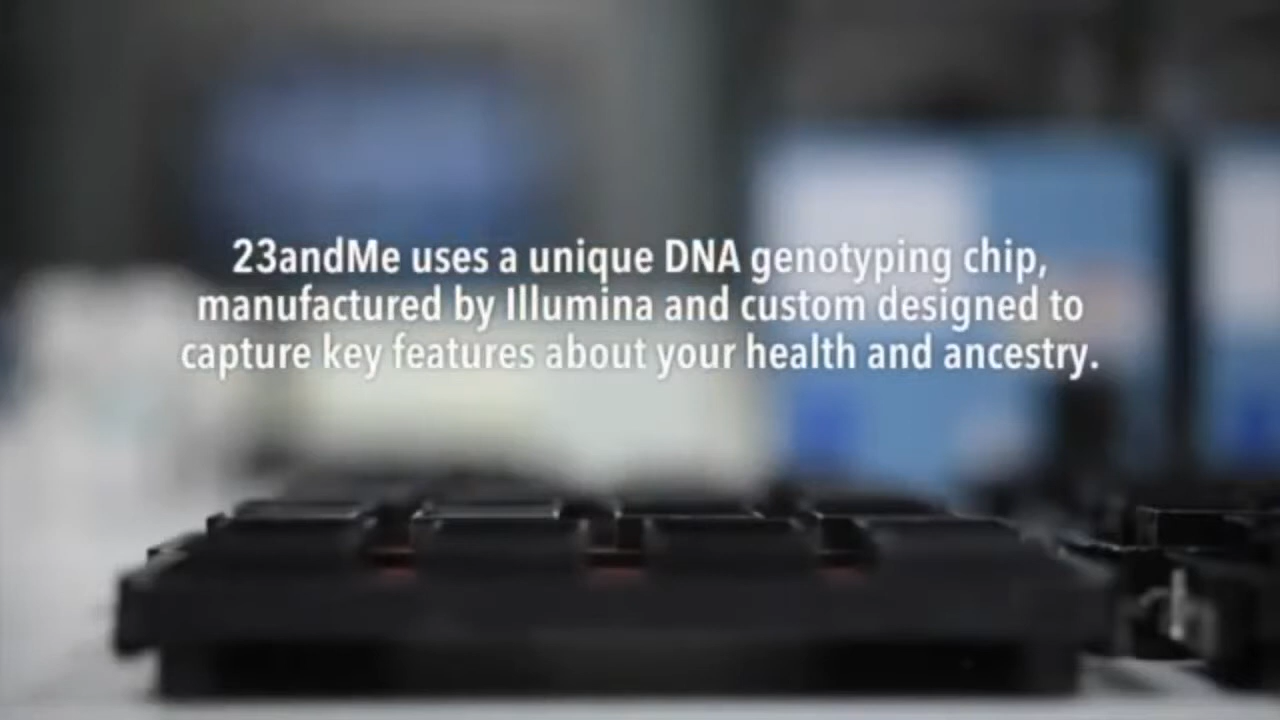 23andMe uses a unique DNA genotyping chip,
manufactured by Illumina and custom designed to
capture key features about your health and ancestry.